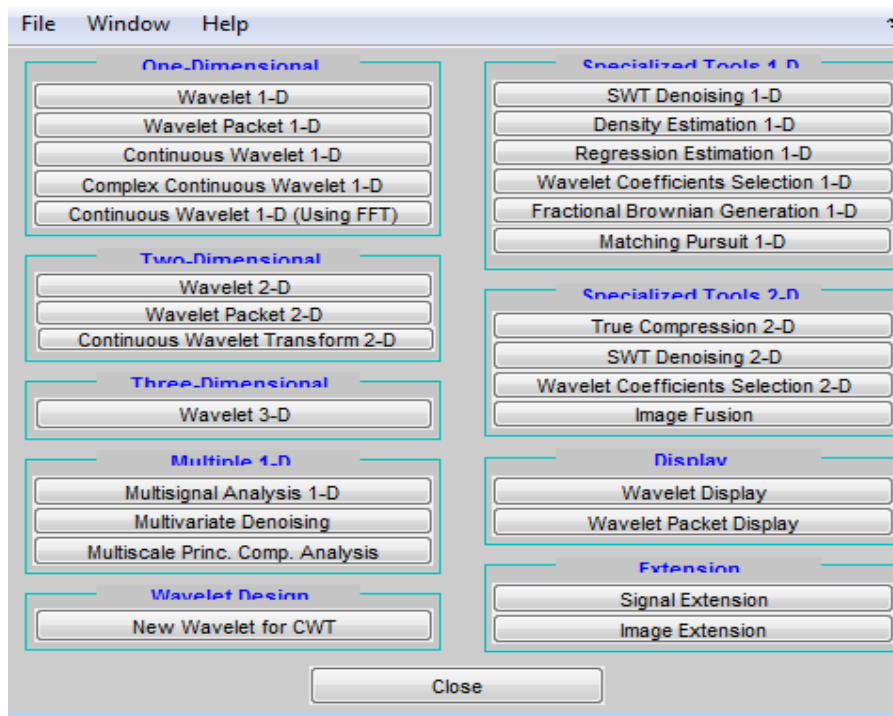 File Window Help
One-Dimensional
Wavelet 1-D
Wavelet Packet 1-D
Continuous Wavelet 1-D
Complex Continuous Wavelet 1-D
Continuous Wavelet 1-D (Using FFT)
Two-Dimensional
Wavelet 2-D
Wavelet Packet 2-D
Continuous Wavelet Transform 2-D
Three-Dimensional
Wavelet 3-D
Multiple 1-D
Multisignal Analysis 1-D
Multivariate Denoising
Multiscale Princ. Comp. Analysis
Wavelet Design
New Wavelet for CWT
Specialized Tools 1-D
SWT Denoising 1-D
Density Estimation 1-D
Regression Estimation 1-D
Wavelet Coefficients Selection 1-D
Fractional Brownian Generation 1-D
Matching Pursuit 1-D
Specialized Tools 2-D
True Compression 2-D
SWT Denoising 2-D
Wavelet Coefficients Selection 2-D
Image Fusion
Display
Wavelet Display
Wavelet Packet Display
Extension
Signal Extension
Image Extension
Close